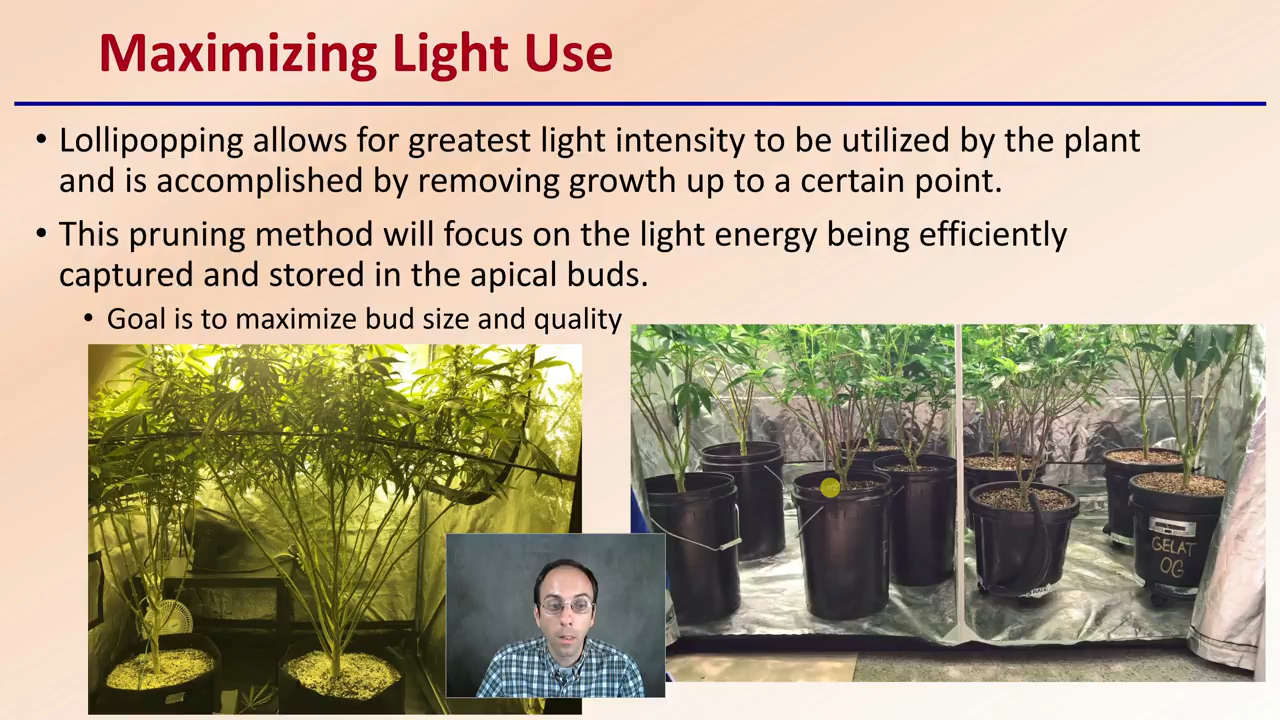 Maximizing Light Use
• Lollipopping allows for greatest light intensity to be utilized by the plant
and is accomplished by removing growth up to a certain point.
• This pruning method will focus on the light energy being efficiently
captured and stored in the apical buds.
• Goal is to maximize bud size and quality
GELAT
OG